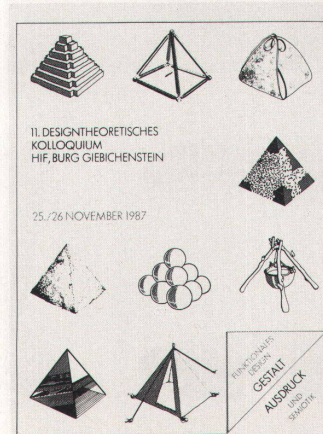 11. DESIGNTHEORETISCHES
KOLLOQUIUM
HIF, BURG GIEBICHENSTEIN
25./26. NOVEMBER 1987
FUNKTIONALES
DESIGN
GESTALT
AUSDRUCK
UND
SEMIOTIK